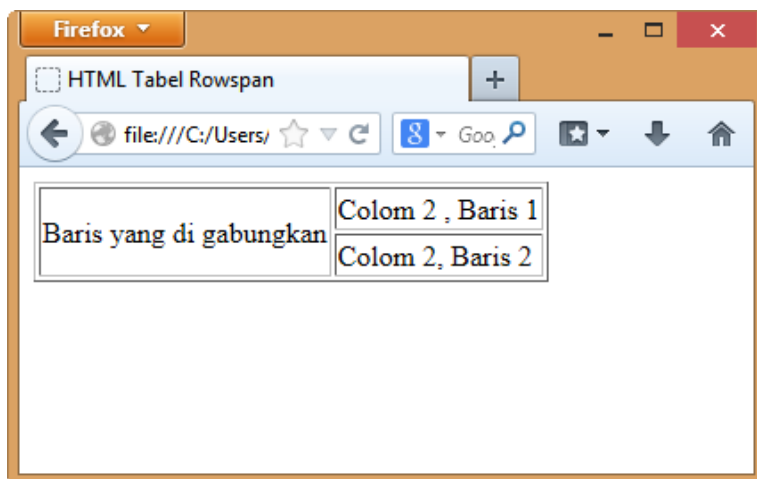 Firefox
HTML Tabel Rowspan
file:///C:/Users/
8 Goo
Baris yang di gabungkan
Colom 2 , Baris 1
Colom 2, Baris 2